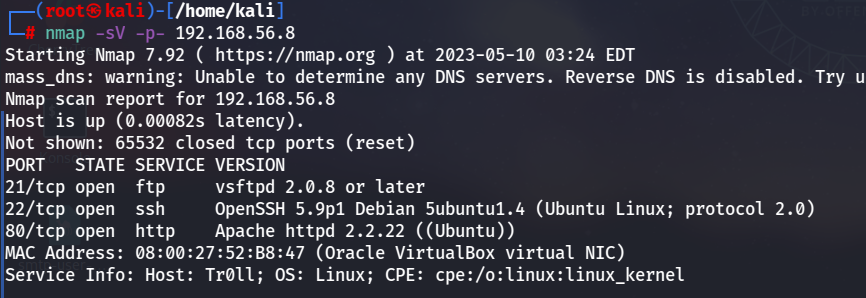 ┌──(root㉿kali)-[/home/kali]
└─# nmap -sV -p- 192.168.56.8
Starting Nmap 7.92 ( https://nmap.org ) at 2023-05-10 03:24 EDT
mass_dns: warning: Unable to determine any DNS servers. Reverse DNS is disabled. Try u
Nmap scan report for 192.168.56.8
Host is up (0.00082s latency).
Not shown: 65532 closed tcp ports (reset)
PORT   STATE SERVICE VERSION
21/tcp open  ftp     vsftpd 2.0.8 or later
22/tcp open  ssh     OpenSSH 5.9p1 Debian 5ubuntu1.4 (Ubuntu Linux; protocol 2.0)
80/tcp open  http    Apache httpd 2.2.22 ((Ubuntu))
MAC Address: 08:00:27:52:B8:47 (Oracle VirtualBox virtual NIC)
Service Info: Host: Tr0ll; OS: Linux; CPE: cpe:/o:linux:linux_kernel